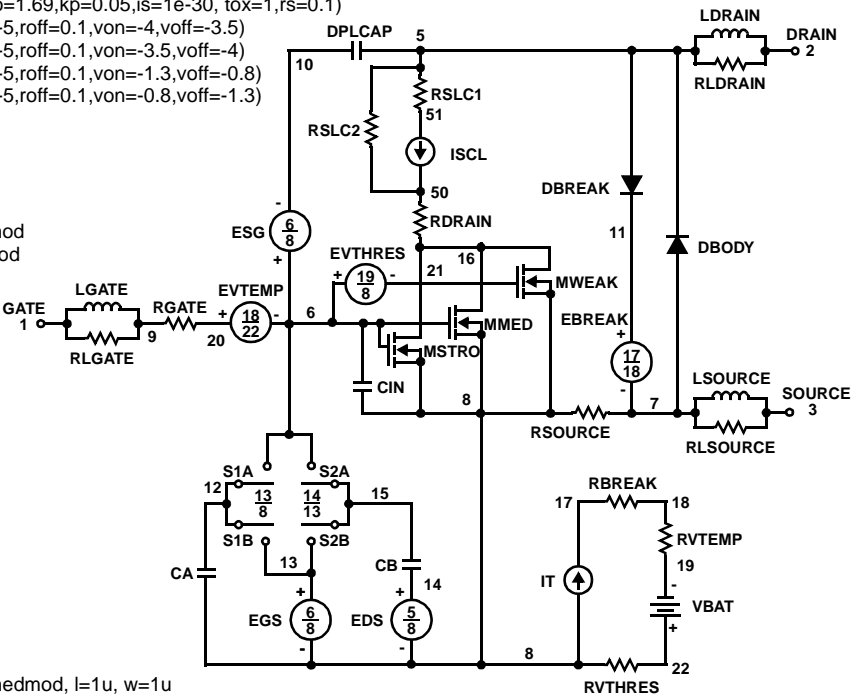 o=1.69,kp=0.05,is=1e-30, tox=1,rs=0.1)
-5,roff=0.1,von=-4,voff=-3.5)
-5,roff=0.1,von=-3.5,voff=-4)
-5,roff=0.1,von=-1.3,voff=-0.8)
-5,roff=0.1,von=-0.8,voff=-1.3)
LDRAIN
DPLCAP 5 DRAIN
10 2
RLDRAIN
RSLC1
51
RSLC2
ISCL
50
DBREAK
RDRAIN
ESG 6 8
- +
11
DBODY
EVTHRES
+ 19 8 -
16
21
MWEAK
LGATE
EVTEMP
GATE
1
RGATE
+ 18 22 -
6
MMED
EBREAK
+
9
20
RLGATE
MSTRO
17 18
-
LSOURCE
CIN
SOURCE
3
8
7
RSOURCE
RLSOURCE
S1A
S2A
RBREAK
12
13 8
14 13
15
17
18
S1B
S2B
RVTEMP
13
CB
19
CA
14
IT
-
+ +
VBAT
EGS 6 8
EDS 5 8
+
- -
8
22
RVTHRES
nod
od
nedmod, l=1u, w=1u